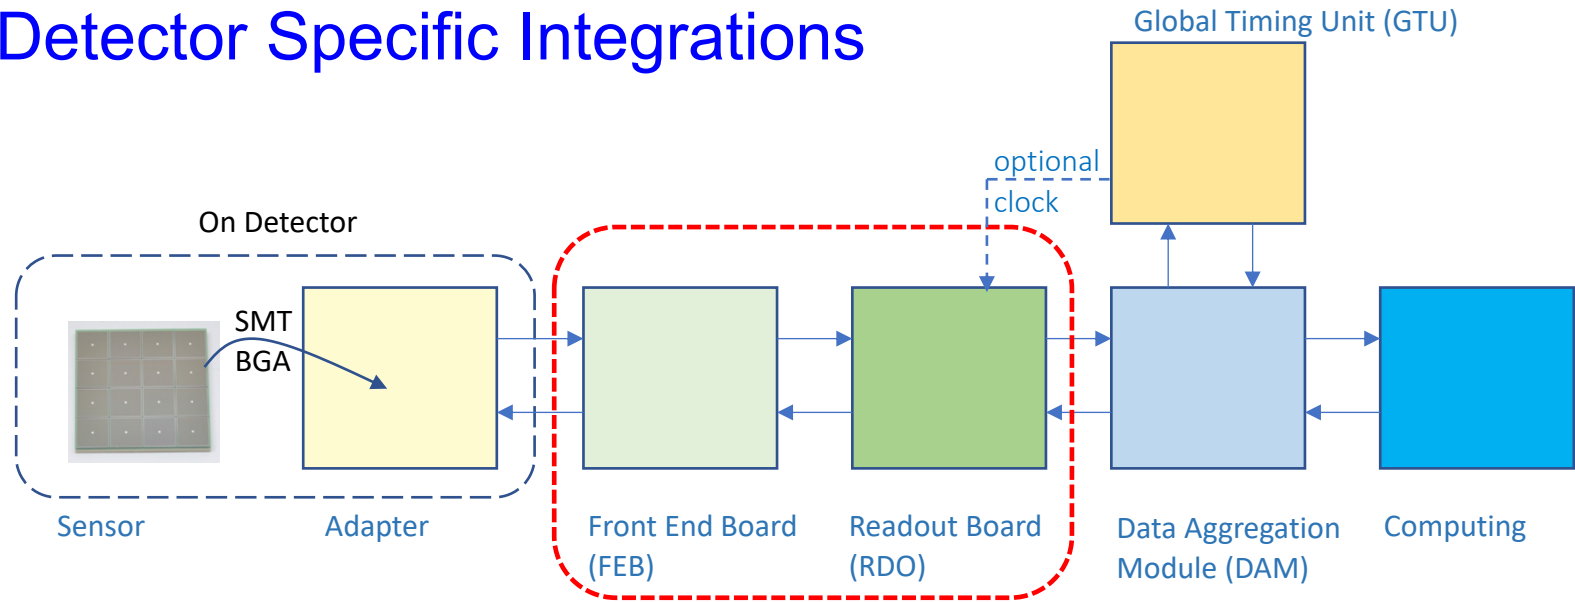 Detector Specific Integrations
Global Timing Unit (GTU)
optional
clock
On Detector
SMT
BGA
Sensor
Adapter
Front End Board
(FEB)
Readout Board
(RDO)
Data Aggregation
Module (DAM)
Computing